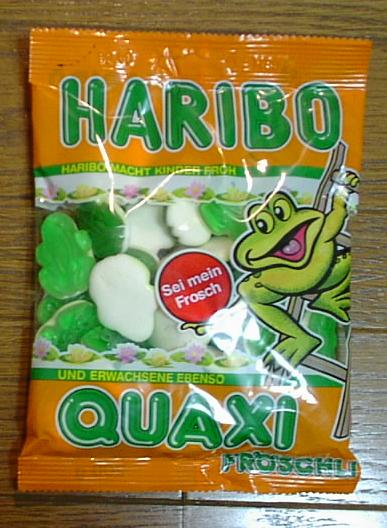 HARIBO
HARIBO MACHT KINDER FROH
Sei mein
Frosch
UND ERWACHSENE EBENSO
QUAXI
FRÖSCHLI